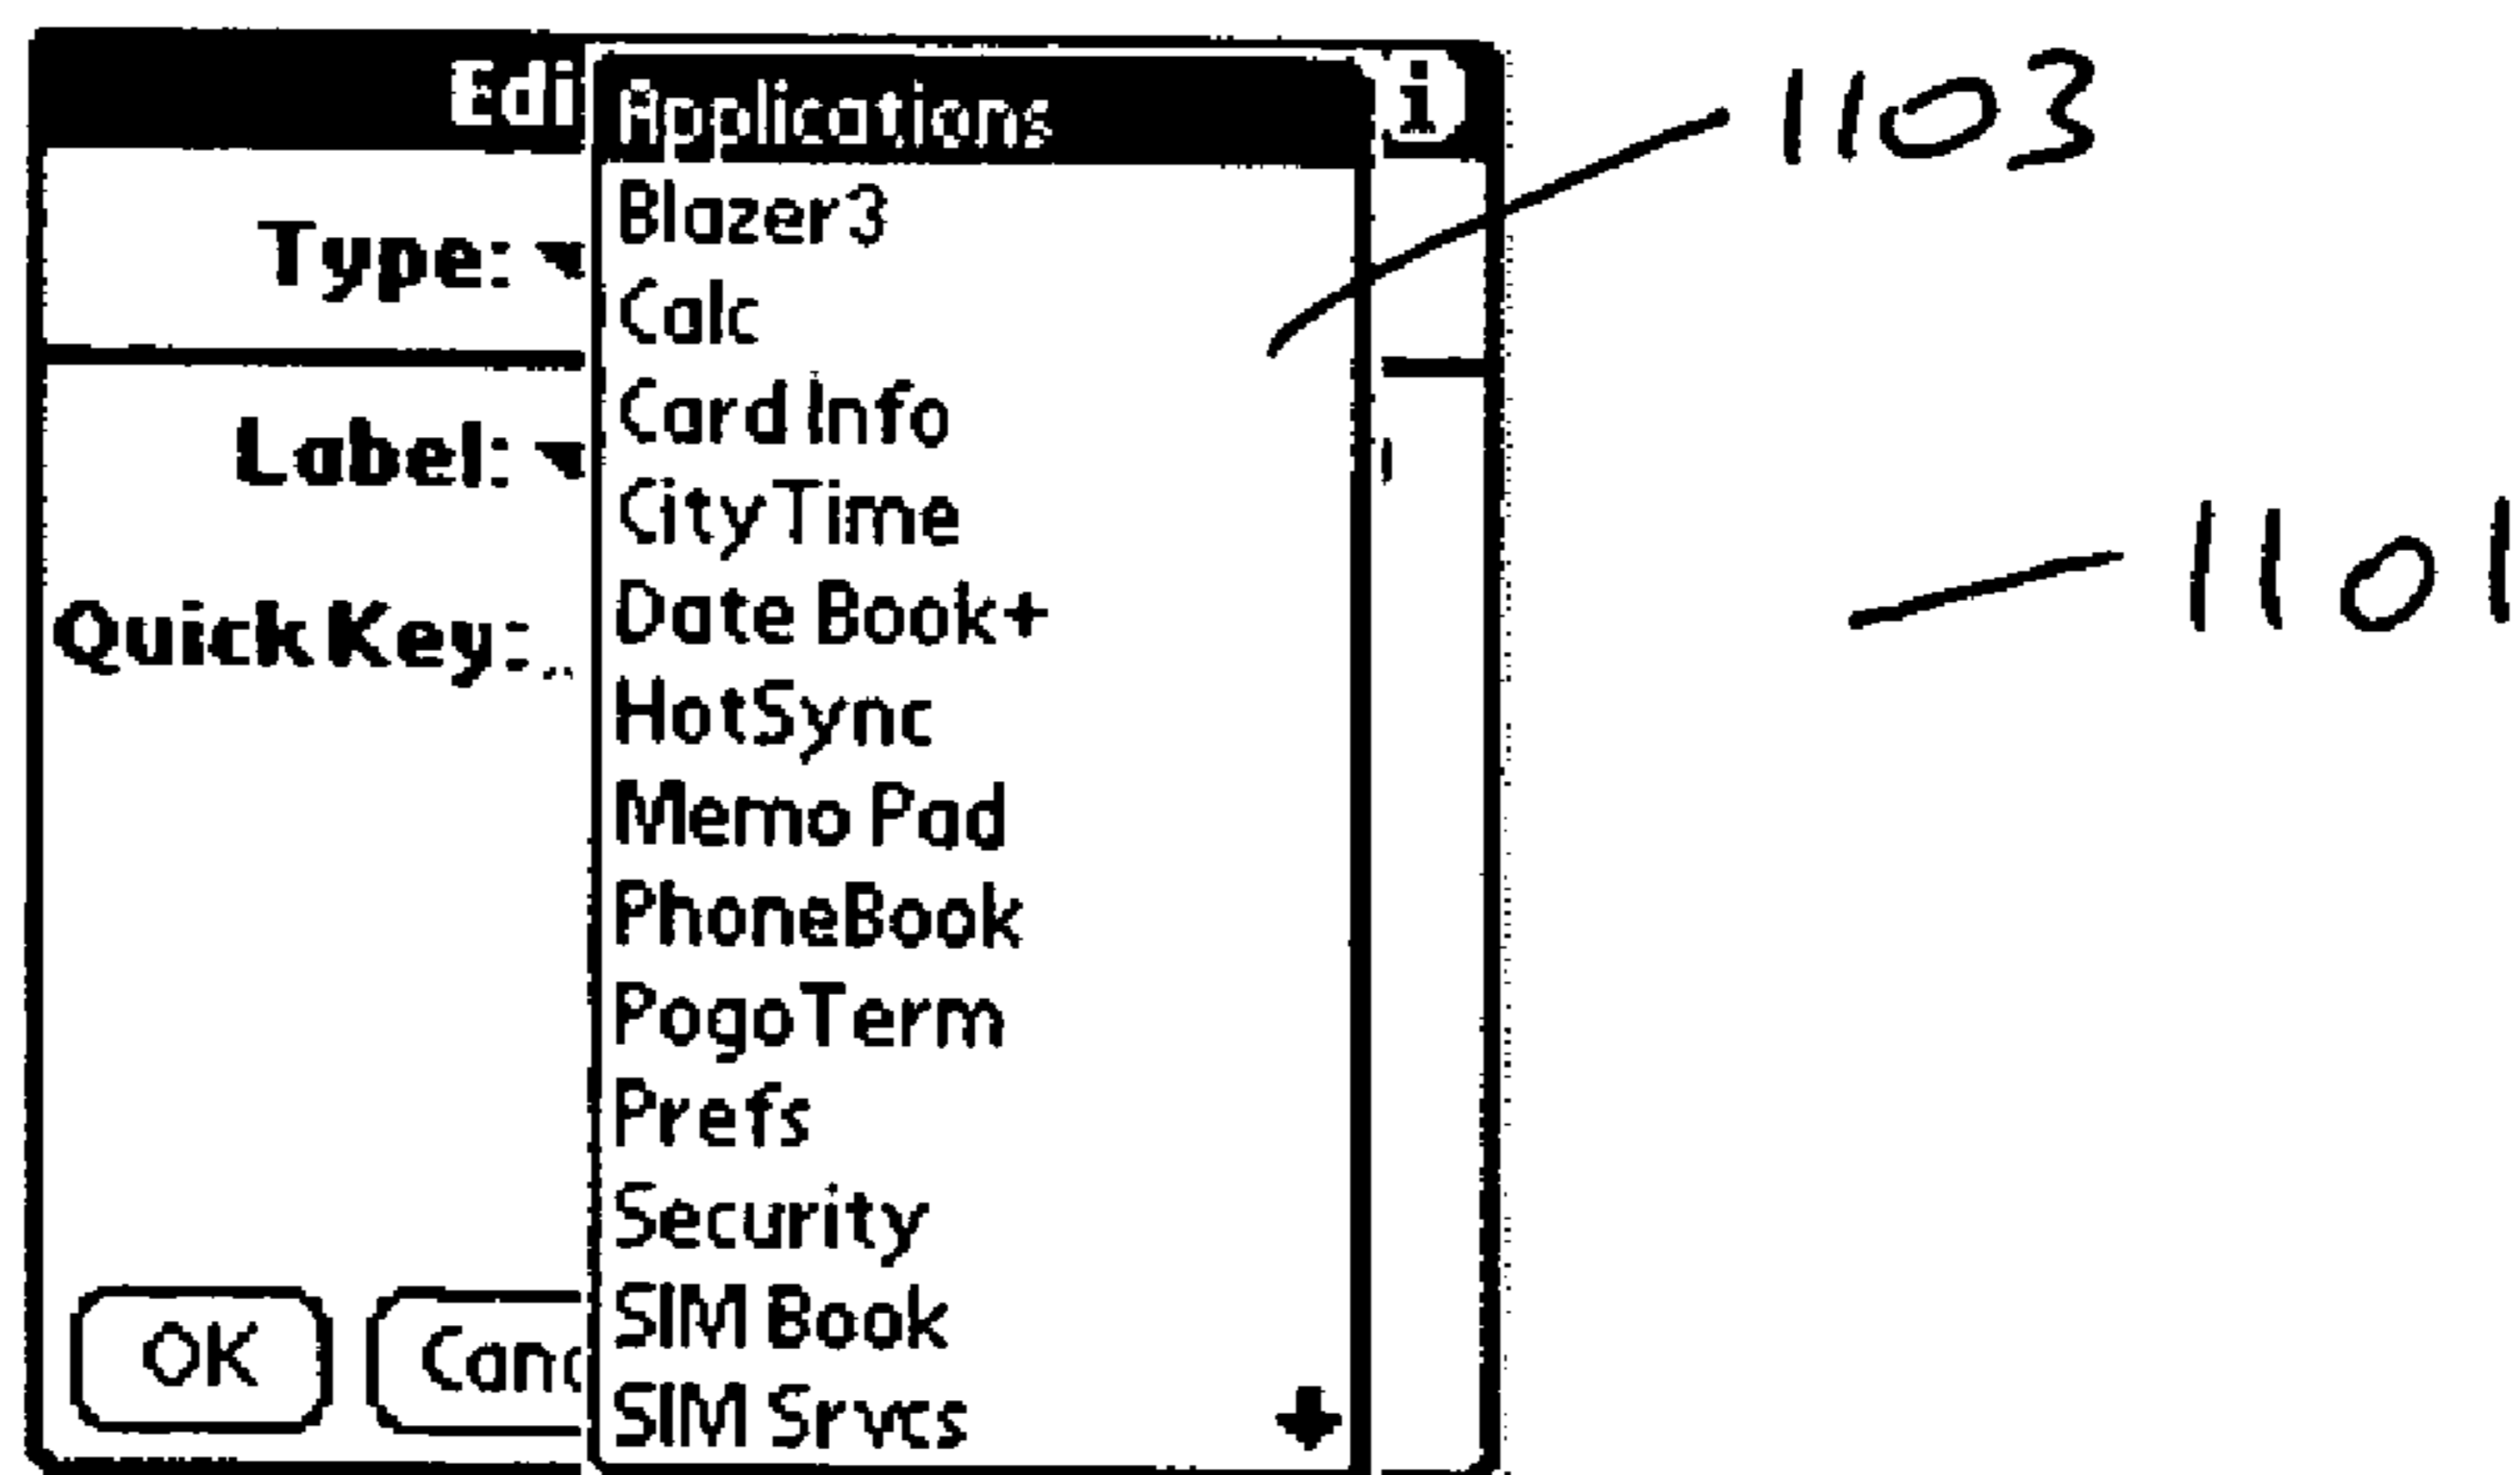 Edi
Applications
i
1103
Blazer3
Type:
Calc
Card Info
Label:
CityTime
1101
Date Book+
QuickKey:
HotSync
Memo Pad
PhoneBook
PogoTerm
Prefs
Security
SIM Book
OK
Canc
SIM Srvcs